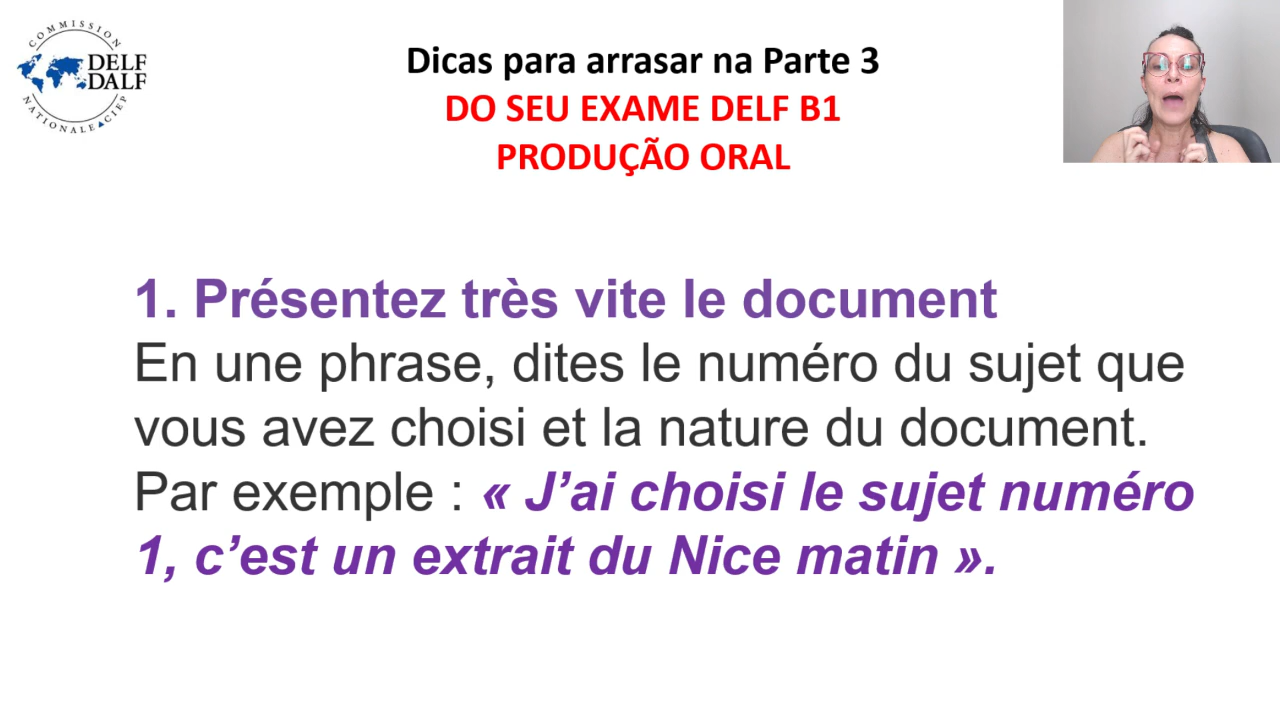 COMMISSION
DELF
DALF
NATIONALE CIEP
Dicas para arrasar na Parte 3
DO SEU EXAME DELF B1
PRODUÇÃO ORAL
1. Présentez très vite le document
En une phrase, dites le numéro du sujet que
vous avez choisi et la nature du document.
Par exemple : « J’ai choisi le sujet numéro
1, c’est un extrait du Nice matin ».